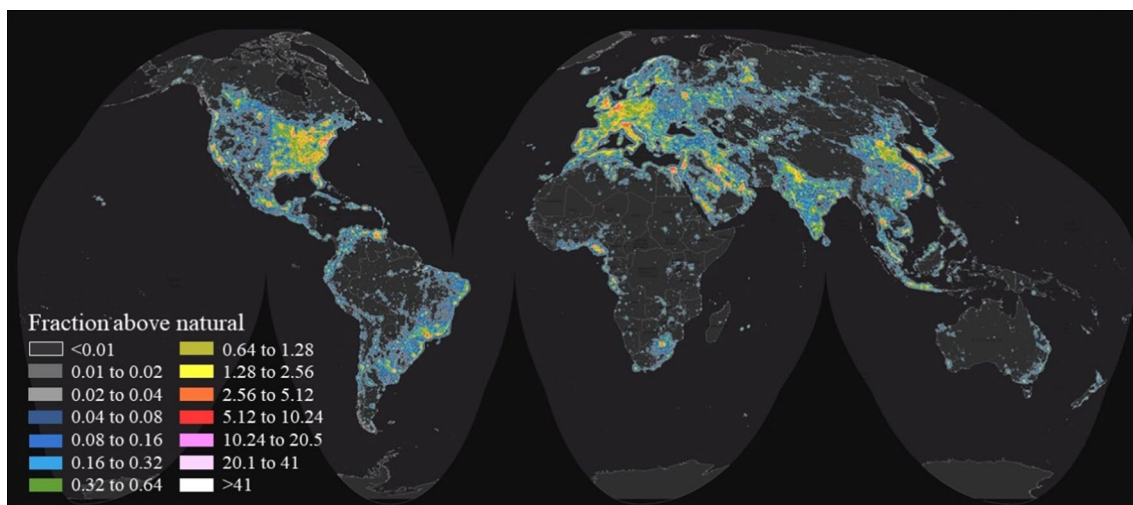 Fraction above natural
<0.01
0.01 to 0.02
0.02 to 0.04
0.04 to 0.08
0.08 to 0.16
0.16 to 0.32
0.32 to 0.64
0.64 to 1.28
1.28 to 2.56
2.56 to 5.12
5.12 to 10.24
10.24 to 20.5
20.1 to 41
>41